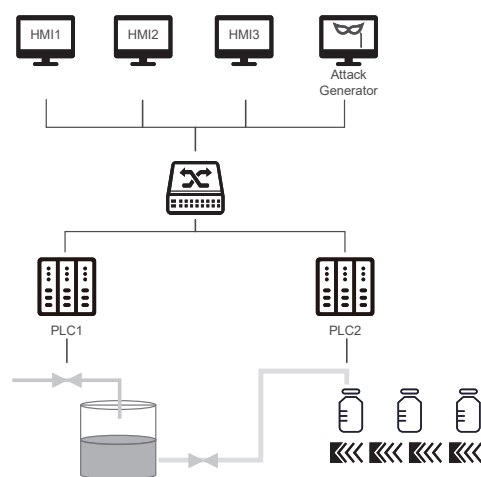 HMI1
HMI2
HMI3
Attack
Generator
PLC1
PLC2